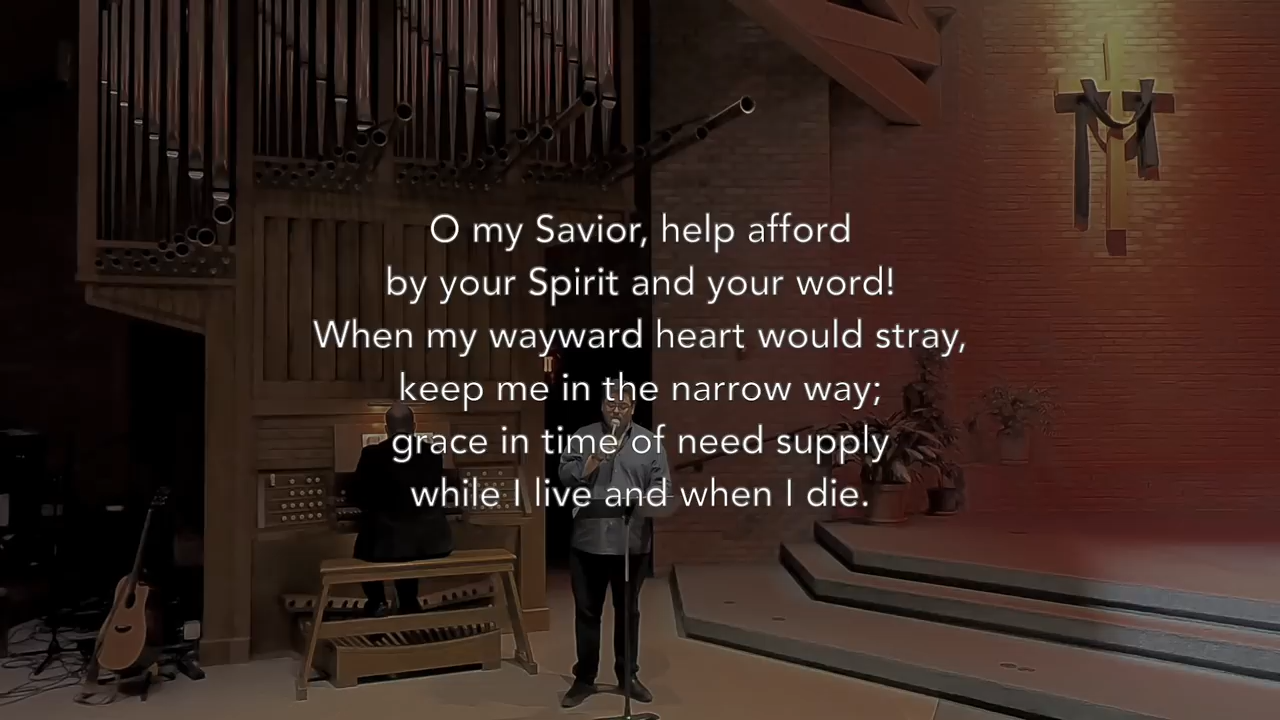 O my Savior, help afford
by your Spirit and your word!
When my wayward heart would stray,
keep me in the narrow way;
grace in time of need supply
while I live and when I die.